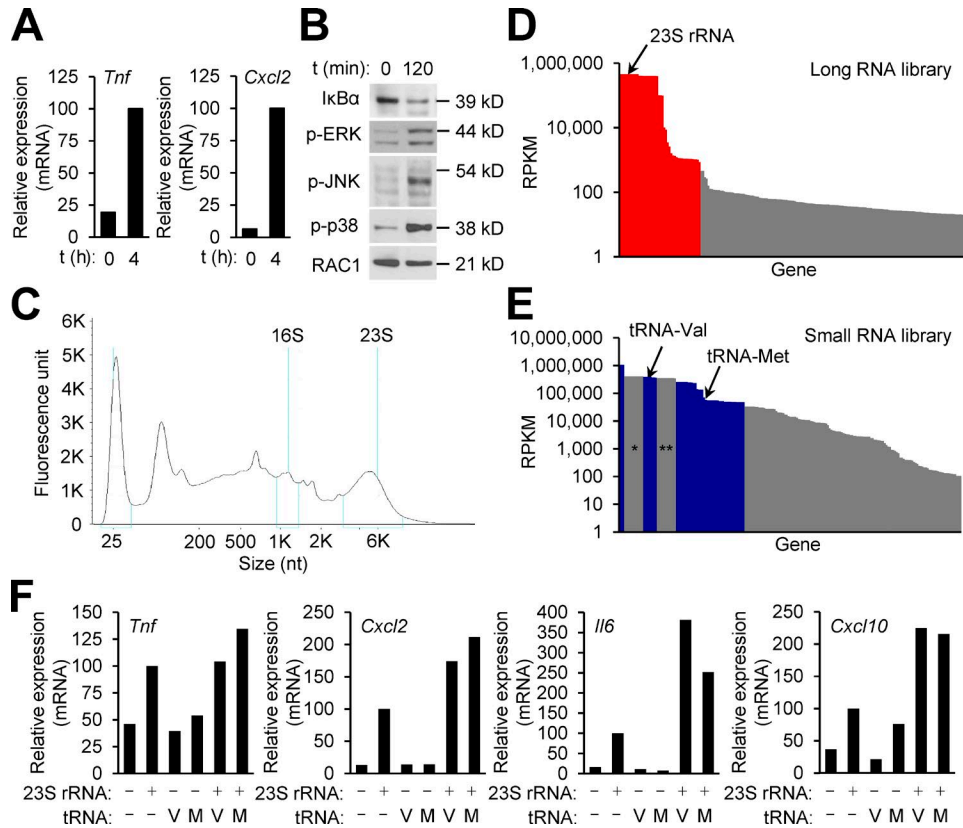 A
Relative expression
(mRNA)
125
100
75
50
25
0
Tnf
t (h): 0 4
Relative expression
(mRNA)
125
100
75
50
25
0
Cxcl2
0 4
B
t (min): 0 120
IκBα
39 kD
p-ERK
44 kD
p-JNK
54 kD
p-p38
38 kD
RAC1
21 kD
C
Fluorescence unit
6K
5K
4K
3K
2K
1K
0
16S 23S
25 200 500 1K 2K 6K
Size (nt)
D
23S rRNA
Long RNA library
RPKM
1,000,000
10,000
100
1
Gene
E
tRNA-Val
tRNA-Met
Small RNA library
RPKM
10,000,000
1,000,000
100,000
10,000
1,000
100
10
1
* **
Gene
F
Relative expression
(mRNA)
150
125
100
75
50
25
0
Tnf
23S rRNA: – + – – + +
tRNA: – – V M V M
Relative expression
(mRNA)
250
200
150
100
50
0
Cxcl2
– + – – + +
– – V M V M
Relative expression
(mRNA)
400
350
300
250
200
150
100
50
0
Il6
23S rRNA: – + – – + +
tRNA: – – V M V M
Relative expression
(mRNA)
250
200
150
100
50
0
Cxcl10
– + – – + +
– – V M V M